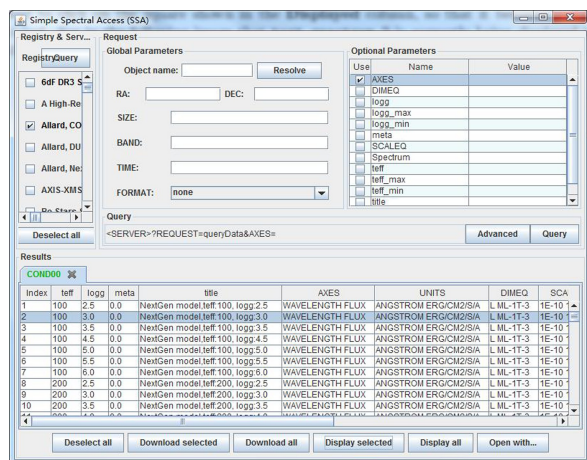 Simple Spectral Access (SSA)
Registry & Serv...
Registry
Query
6dF DR3 S
A High-Re
Allard, CO
Allard, DU
Allard, Ne
AXIS-XMS
Deselect all
Request
Global Parameters
Object name:
Resolve
RA:
DEC:
SIZE:
BAND:
TIME:
FORMAT:
none
Optional Parameters
Use Name Value
AXES
DIMEQ
logg
logg_max
logg_min
meta
SCALEQ
Spectrum
teff
teff_max
teff_min
title
Query
<SERVER>?REQUEST=queryData&AXES=
Advanced
Query
Results
COND00
Index teff logg meta title AXES UNITS DIMEQ SCA
1 100 2.5 0.0 NextGen model,teff:100, logg:2.5 WAVELENGTH FLUX ANGSTROM ERG/CM2/S/A L ML-1T-3 1E-10 1
2 100 3.0 0.0 NextGen model,teff:100, logg:3.0 WAVELENGTH FLUX ANGSTROM ERG/CM2/S/A L ML-1T-3 1E-10 1
3 100 3.5 0.0 NextGen model,teff:100, logg:3.5 WAVELENGTH FLUX ANGSTROM ERG/CM2/S/A L ML-1T-3 1E-10 1
4 100 4.5 0.0 NextGen model,teff:100, logg:4.5 WAVELENGTH FLUX ANGSTROM ERG/CM2/S/A L ML-1T-3 1E-10 1
5 100 5.0 0.0 NextGen model,teff:100, logg:5.0 WAVELENGTH FLUX ANGSTROM ERG/CM2/S/A L ML-1T-3 1E-10 1
6 100 5.5 0.0 NextGen model,teff:100, logg:5.5 WAVELENGTH FLUX ANGSTROM ERG/CM2/S/A L ML-1T-3 1E-10 1
7 100 6.0 0.0 NextGen model,teff:100, logg:6.0 WAVELENGTH FLUX ANGSTROM ERG/CM2/S/A L ML-1T-3 1E-10 1
8 200 2.5 0.0 NextGen model,teff:200, logg:2.5 WAVELENGTH FLUX ANGSTROM ERG/CM2/S/A L ML-1T-3 1E-10 1
9 200 3.0 0.0 NextGen model,teff:200, logg:3.0 WAVELENGTH FLUX ANGSTROM ERG/CM2/S/A L ML-1T-3 1E-10 1
10 200 3.5 0.0 NextGen model,teff:200, logg:3.5 WAVELENGTH FLUX ANGSTROM ERG/CM2/S/A L ML-1T-3 1E-10 1
Deselect all
Download selected
Download all
Display selected
Display all
Open with...